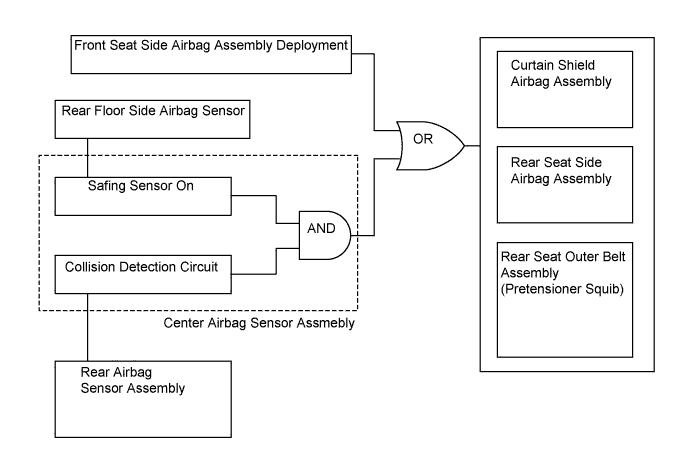 Front Seat Side Airbag Assembly Deployment
Rear Floor Side Airbag Sensor
Safing Sensor On
Collision Detection Circuit
Center Airbag Sensor Assmebly
Rear Airbag
Sensor Assembly
AND
OR
Curtain Shield
Airbag Assembly
Rear Seat Side
Airbag Assembly
Rear Seat Outer Belt
Assembly
(Pretensioner Squib)